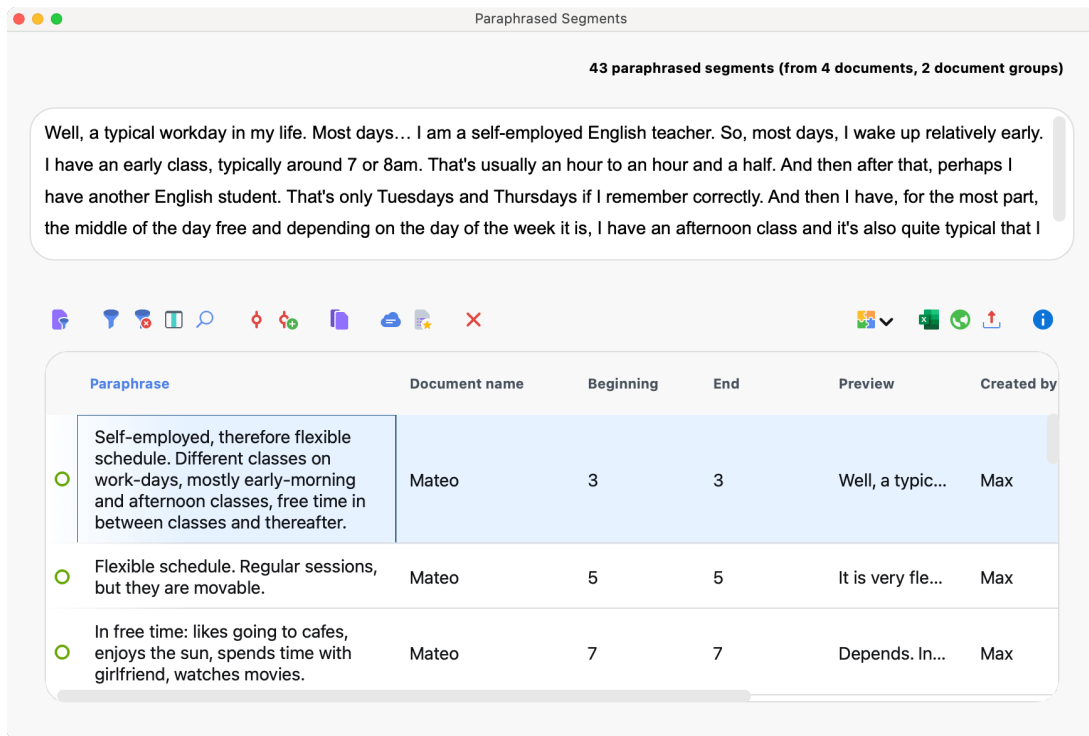 Paraphrased Segments
43 paraphrased segments (from 4 documents, 2 document groups)
Well, a typical workday in my life. Most days… I am a self-employed English teacher. So, most days, I wake up relatively early.
I have an early class, typically around 7 or 8am. That's usually an hour to an hour and a half. And then after that, perhaps I
have another English student. That's only Tuesdays and Thursdays if I remember correctly. And then I have, for the most part,
the middle of the day free and depending on the day of the week it is, I have an afternoon class and it's also quite typical that I
Paraphrase Document name Beginning End Preview Created by
Self-employed, therefore flexible
schedule. Different classes on
work-days, mostly early-morning
and afternoon classes, free time in
between classes and thereafter.
Mateo 3 3 Well, a typic... Max
Flexible schedule. Regular sessions,
but they are movable.
Mateo 5 5 It is very fle... Max
In free time: likes going to cafes,
enjoys the sun, spends time with
girlfriend, watches movies.
Mateo 7 7 Depends. In... Max